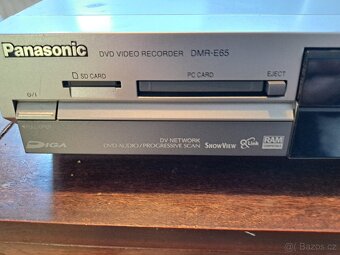 Panasonic
DVD VIDEO RECORDER DMR-E65
SD CARD
PC CARD
EJECT
DIGA
DV NETWORK
DVD-AUDIO/PROGRESSIVE SCAN
SHOWVIEW
Link
RAM
Bazos.cz